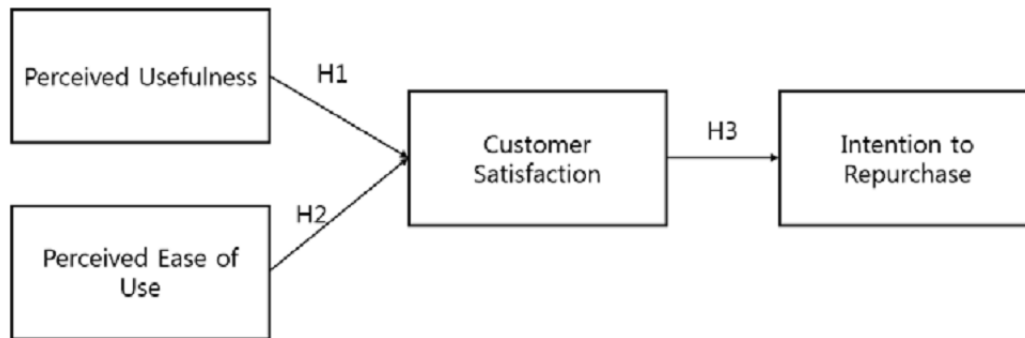 Perceived Usefulness
H1
Customer
Satisfaction
H3
Intention to
Repurchase
H2
Perceived Ease of
Use